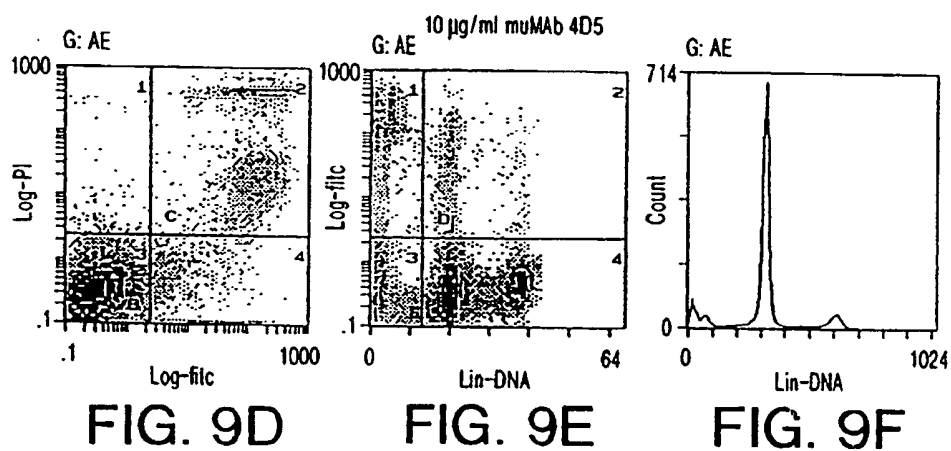 10 µg/ml muMAb 4D5
G: AE
1000
1
2
C
3
B
4
.1
.1
1000
Log-PI
Log-fitc
FIG. 9D
G: AE
1000
1
2
D
3
4
.1
0
64
Log-fitc
Lin-DNA
FIG. 9E
G: AE
714
Count
0
0
1024
Lin-DNA
FIG. 9F